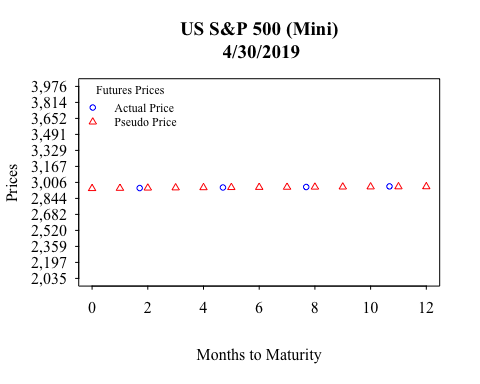 US S&P 500 (Mini)
4/30/2019
Futures Prices
Actual Price
Pseudo Price
Prices
3,976
3,814
3,652
3,491
3,329
3,167
3,006
2,844
2,682
2,520
2,359
2,197
2,035
0 2 4 6 8 10 12
Months to Maturity